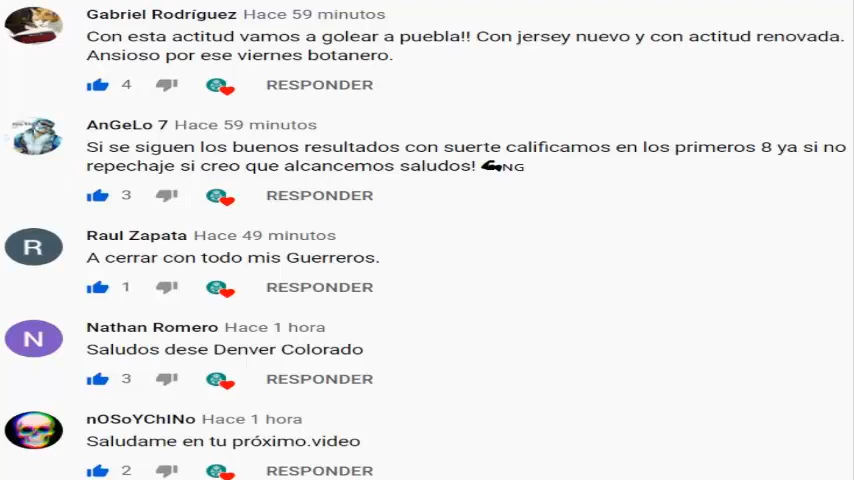 Gabriel Rodríguez Hace 59 minutos
Con esta actitud vamos a golear a puebla!! Con jersey nuevo y con actitud renovada.
Ansioso por ese viernes botanero.
4 RESPONDER
AnGeLo 7 Hace 59 minutos
Si se siguen los buenos resultados con suerte calificamos en los primeros 8 ya si no
repechaje si creo que alcancemos saludos! NG
3 RESPONDER
R
Raul Zapata Hace 49 minutos
A cerrar con todo mis Guerreros.
1 RESPONDER
N
Nathan Romero Hace 1 hora
Saludos dese Denver Colorado
3 RESPONDER
nOSoYChINo Hace 1 hora
Saludame en tu próximo.video
2 RESPONDER